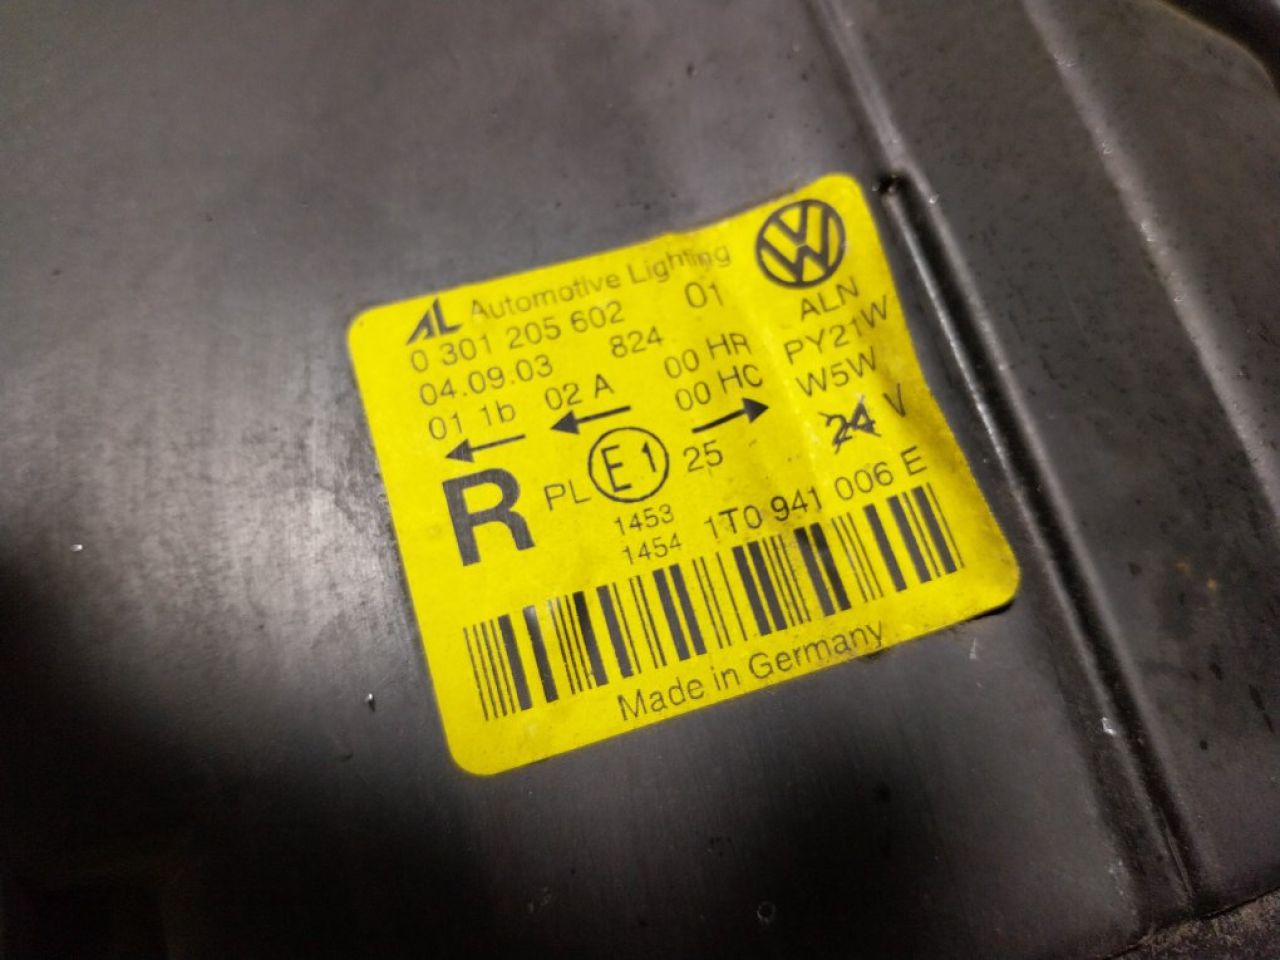 AL Automotive Lighting
0 301 205 602 01
04.09.03 824
01 1b 02 A 00 HR
00 HC
ALN
PY21W
W5W
24 V
R PL E1 25
1453
1454
1T0 941 006 E
Made in Germany